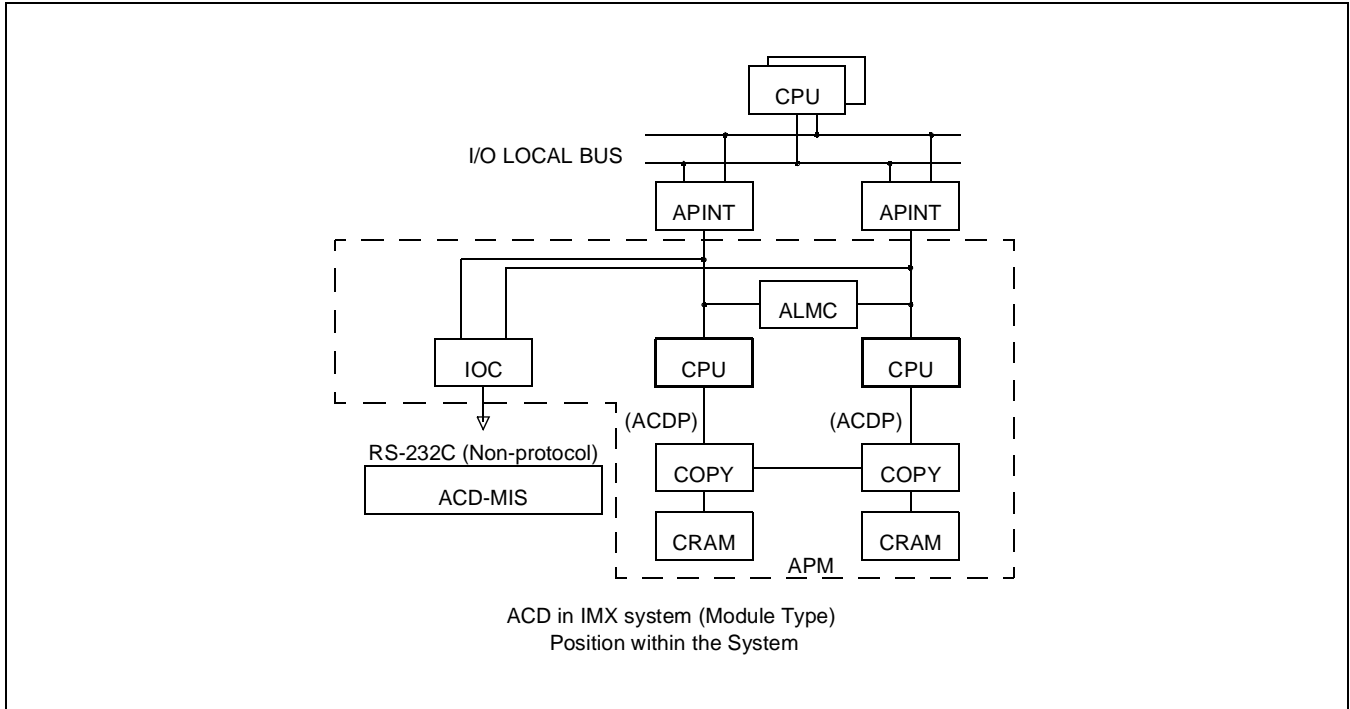 CPU
I/O LOCAL BUS
APINT
APINT
ALMC
IOC
CPU
CPU
(ACDP)
(ACDP)
RS-232C (Non-protocol)
COPY
COPY
ACD-MIS
CRAM
CRAM
APM
ACD in IMX system (Module Type)
Position within the System